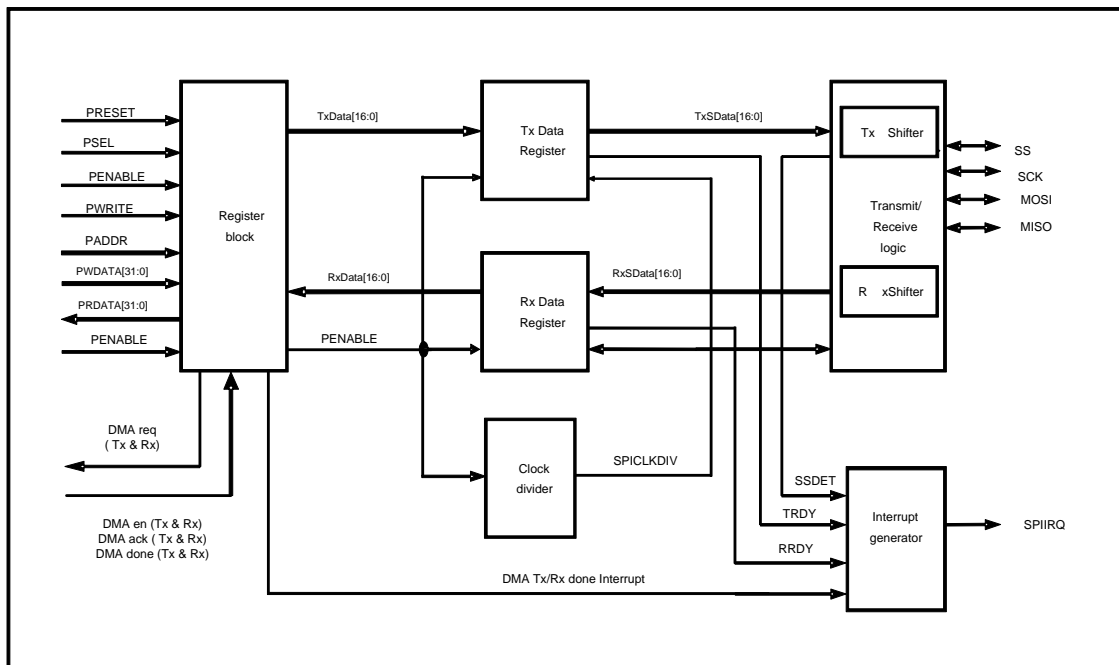 PRESET
PSEL
PENABLE
PWRITE
PADDR
PWDATA[31:0]
PRDATA[31:0]
PENABLE
Register
block
TxData[16:0]
Tx Data
Register
TxSData[16:0]
Tx Shifter
Transmit/
Receive
logic
R xShifter
SS
SCK
MOSI
MISO
RxData[16:0]
Rx Data
Register
RxSData[16:0]
PENABLE
DMA req
( Tx & Rx)
DMA en (Tx & Rx)
DMA ack ( Tx & Rx)
DMA done (Tx & Rx)
Clock
divider
SPICLKDIV
SSDET
TRDY
RRDY
DMA Tx/Rx done Interrupt
Interrupt
generator
SPIIRQ